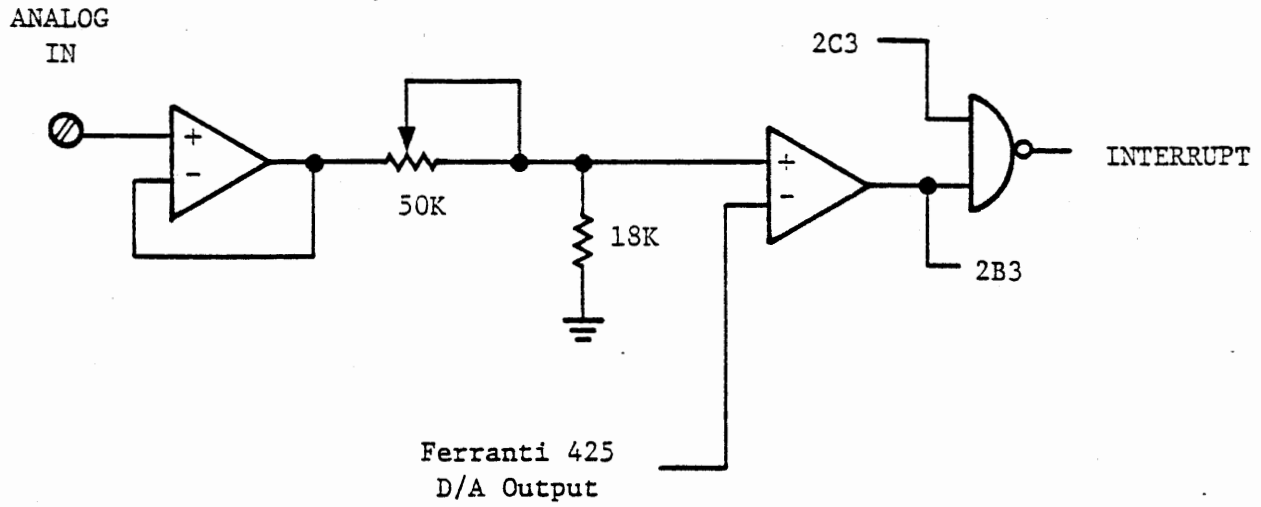 ANALOG
IN
2C3
+
-
50K
18K
+
-
INTERRUPT
2B3
Ferranti 425
D/A Output